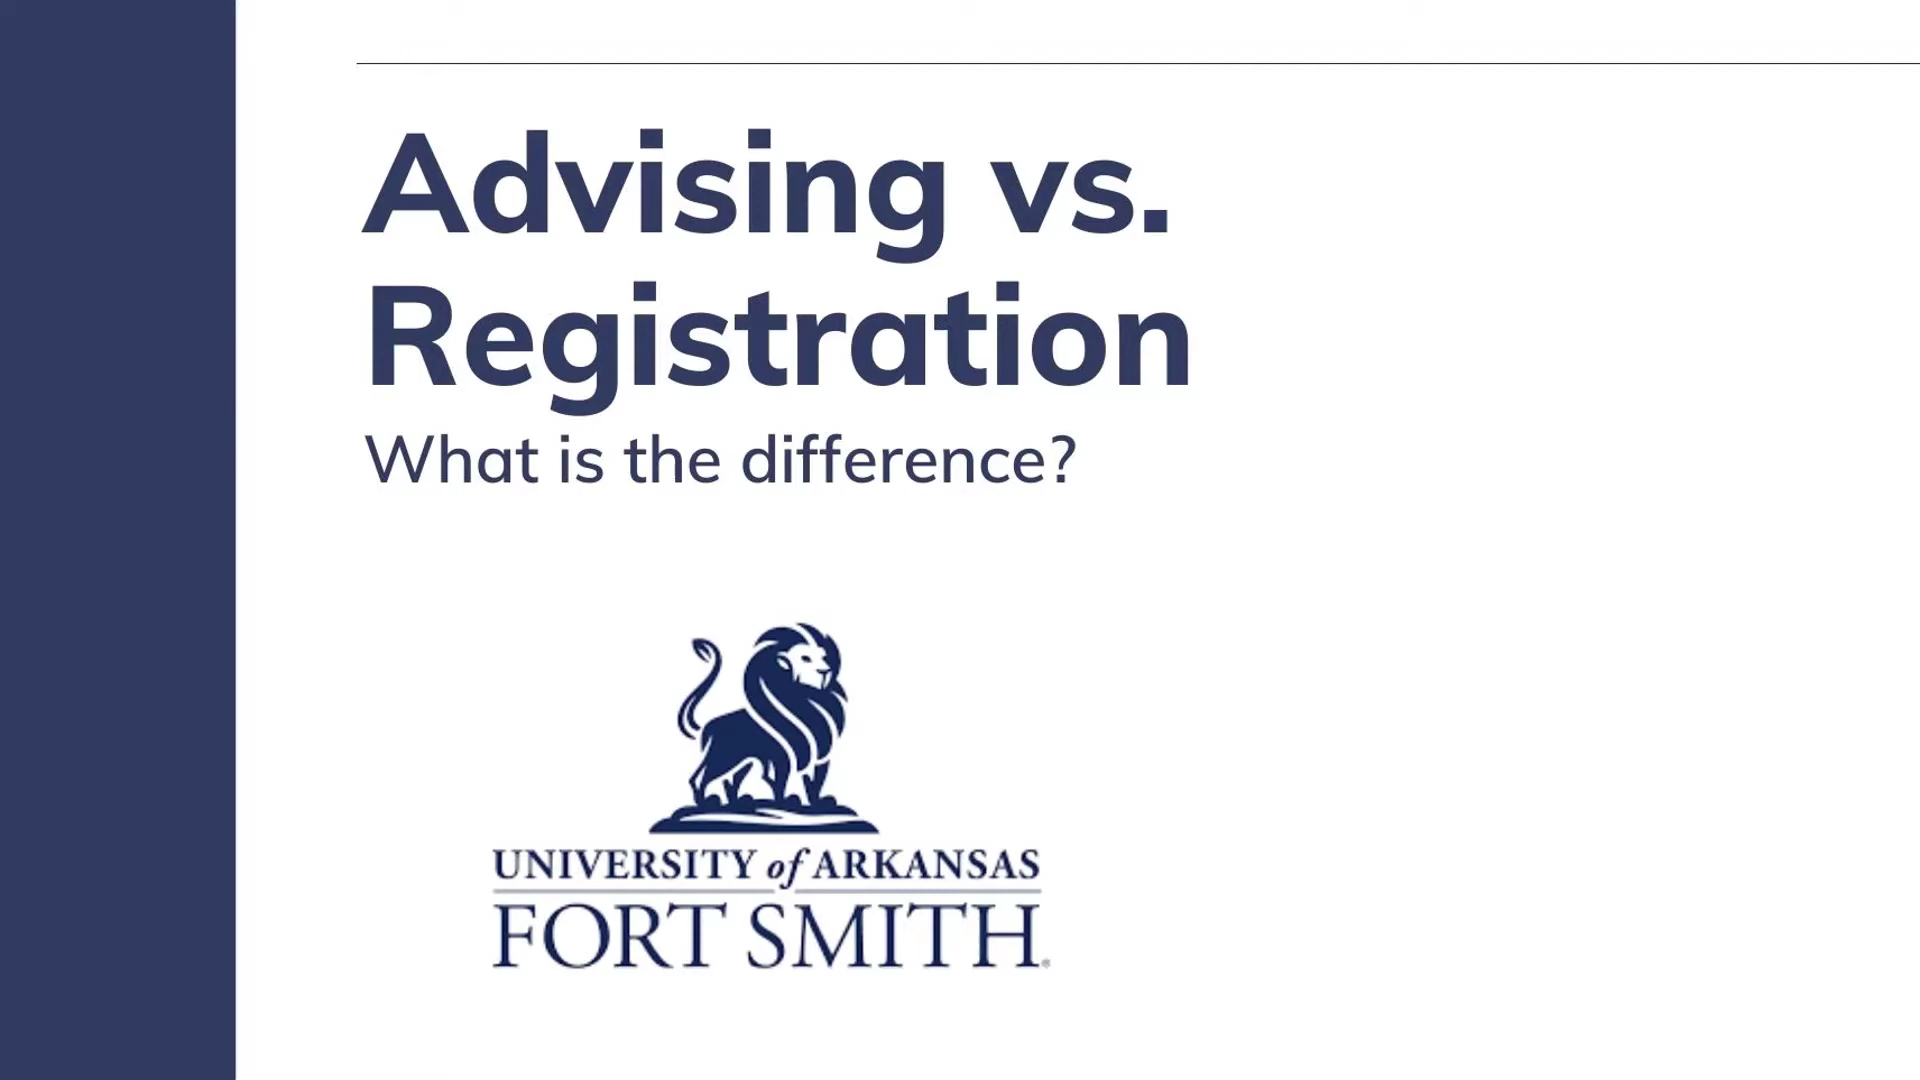 Advising vs.
Registration
What is the difference?
UNIVERSITY of ARKANSAS
FORT SMITH